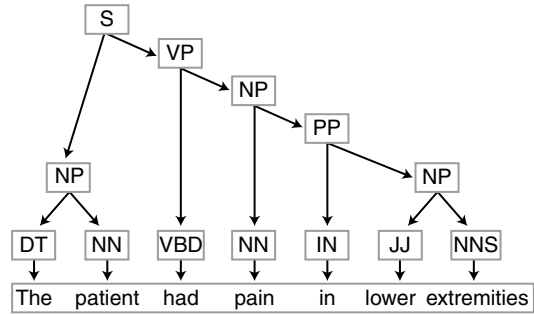 S
VP
NP
PP
NP NP
DT NN VBD NN IN JJ NNS
The patient had pain in lower extremities